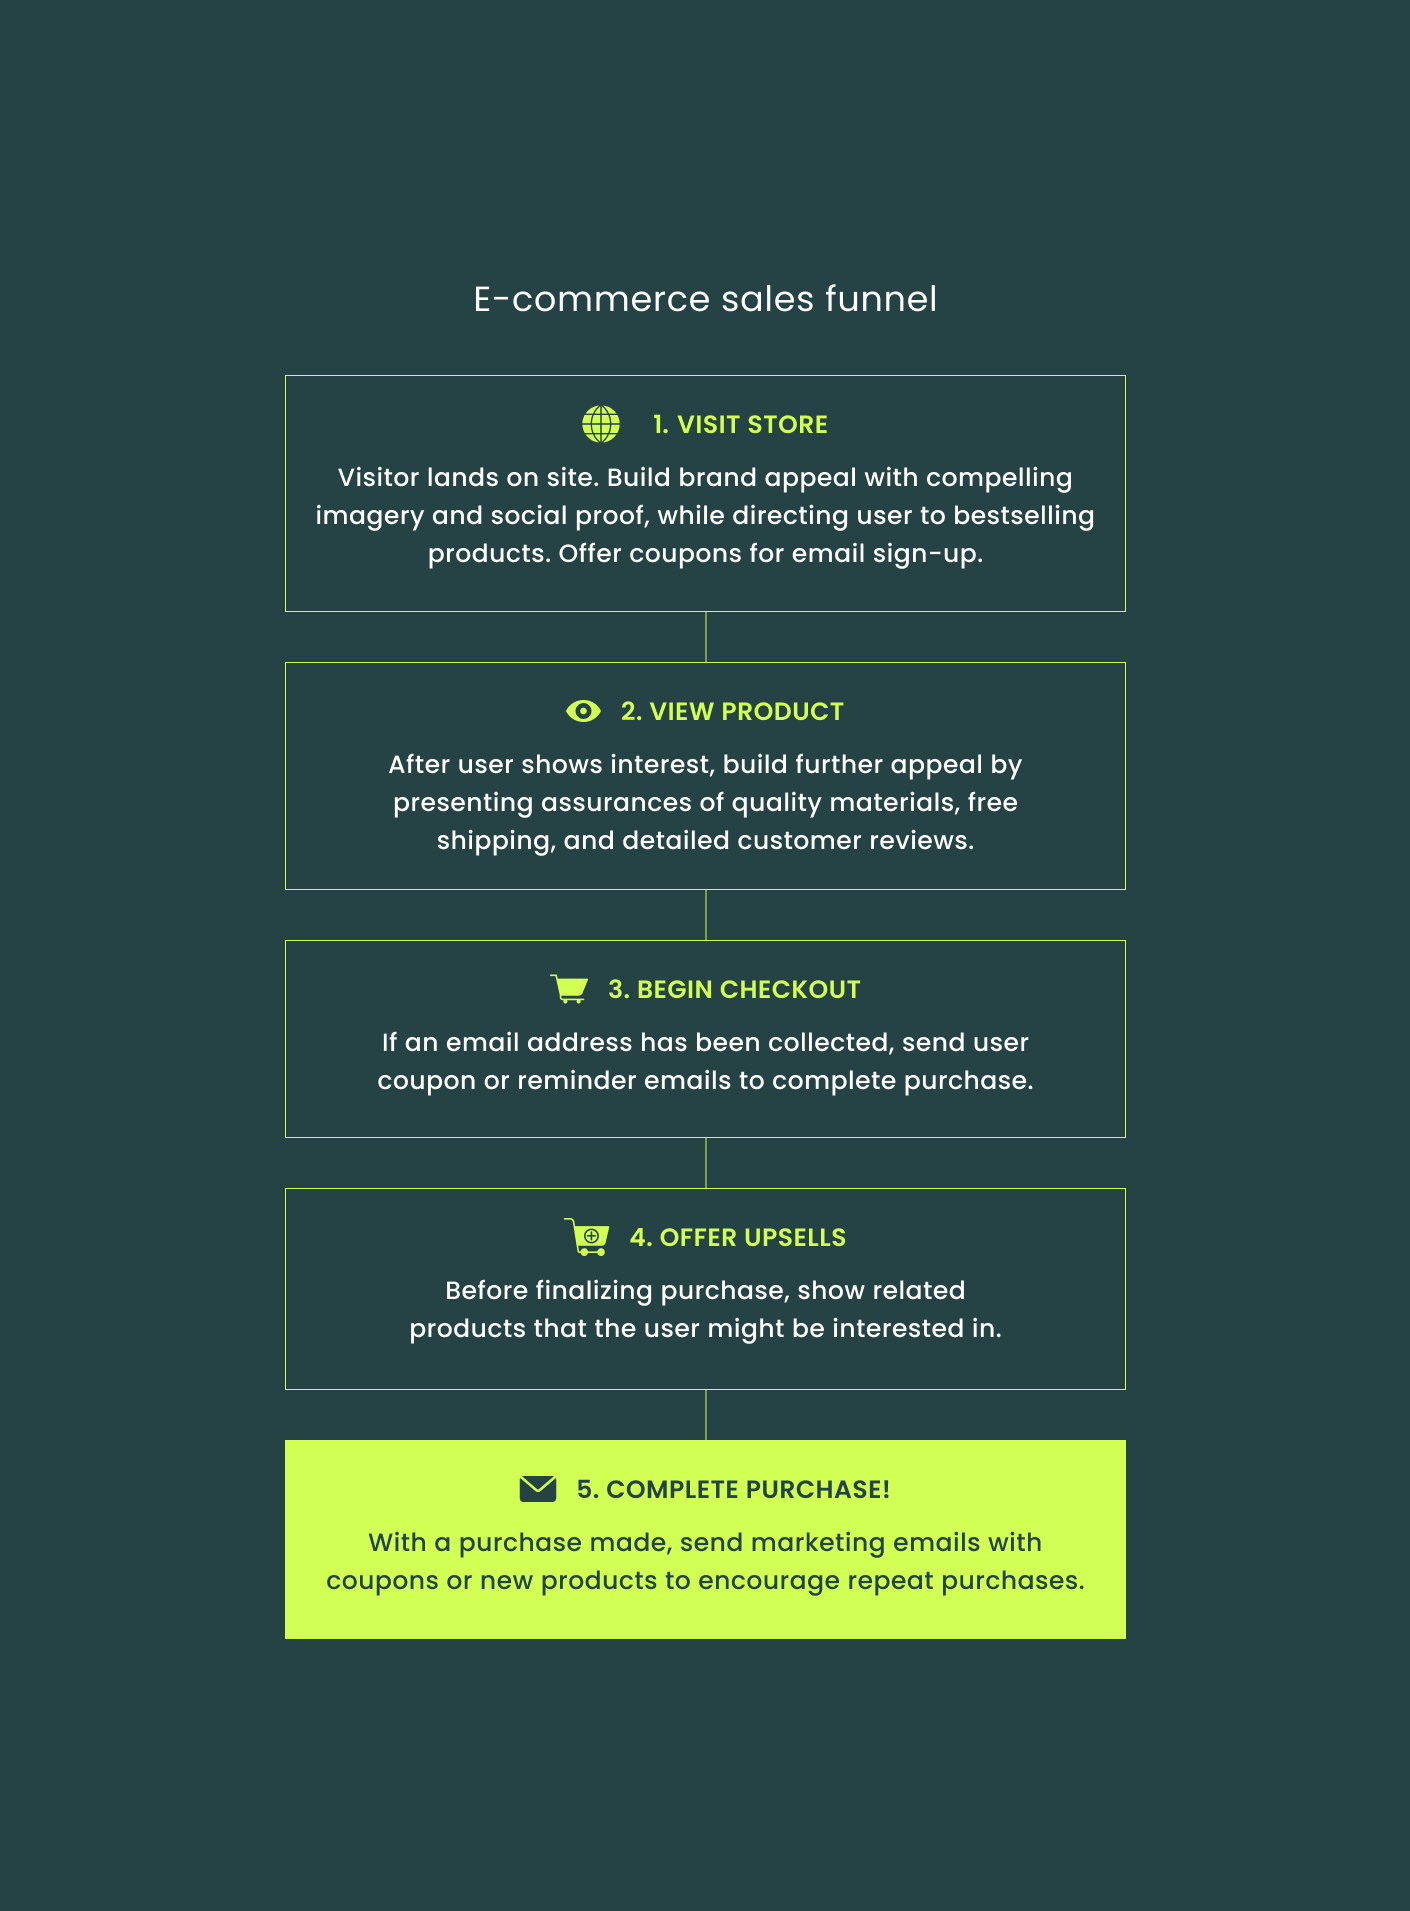 E-commerce sales funnel
1. VISIT STORE
Visitor lands on site. Build brand appeal with compelling
imagery and social proof, while directing user to bestselling
products. Offer coupons for email sign-up.
2. VIEW PRODUCT
After user shows interest, build further appeal by
presenting assurances of quality materials, free
shipping, and detailed customer reviews.
3. BEGIN CHECKOUT
If an email address has been collected, send user
coupon or reminder emails to complete purchase.
4. OFFER UPSELLS
Before finalizing purchase, show related
products that the user might be interested in.
5. COMPLETE PURCHASE!
With a purchase made, send marketing emails with
coupons or new products to encourage repeat purchases.